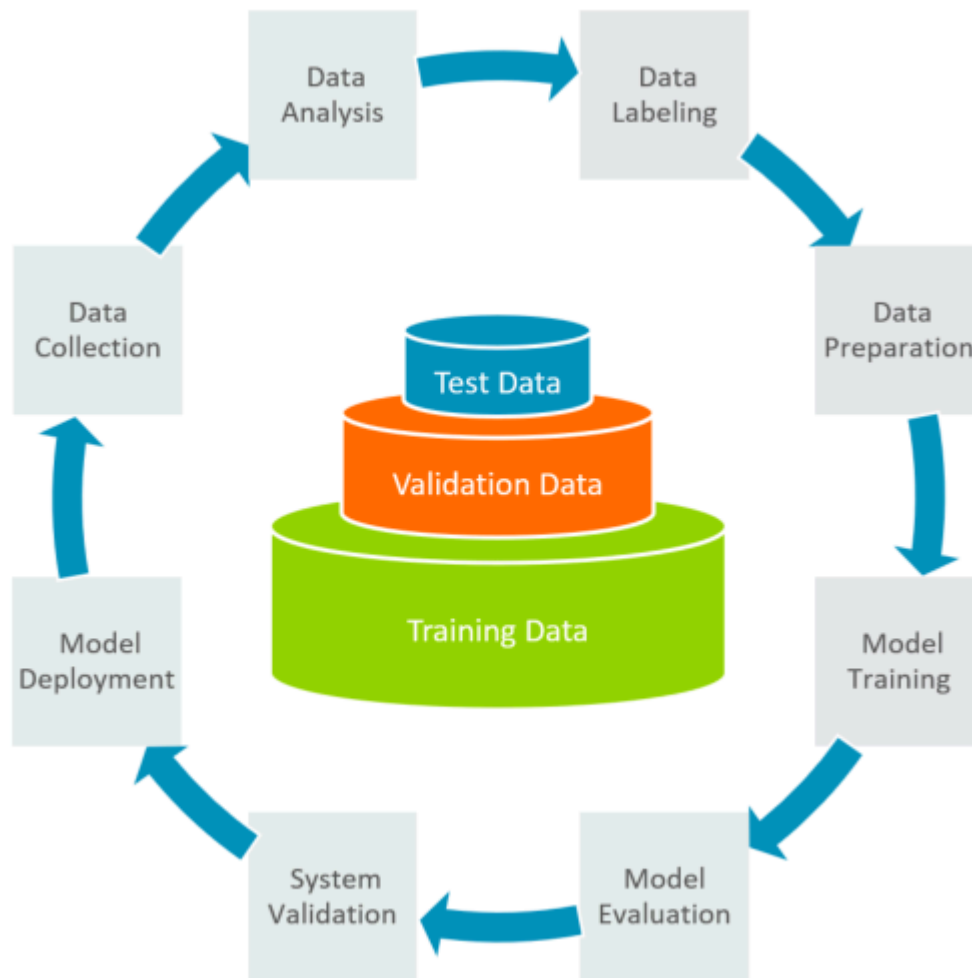 Data
Analysis
Data
Labeling
Data
Preparation
Model
Training
Model
Evaluation
System
Validation
Model
Deployment
Data
Collection
Test Data
Validation Data
Training Data